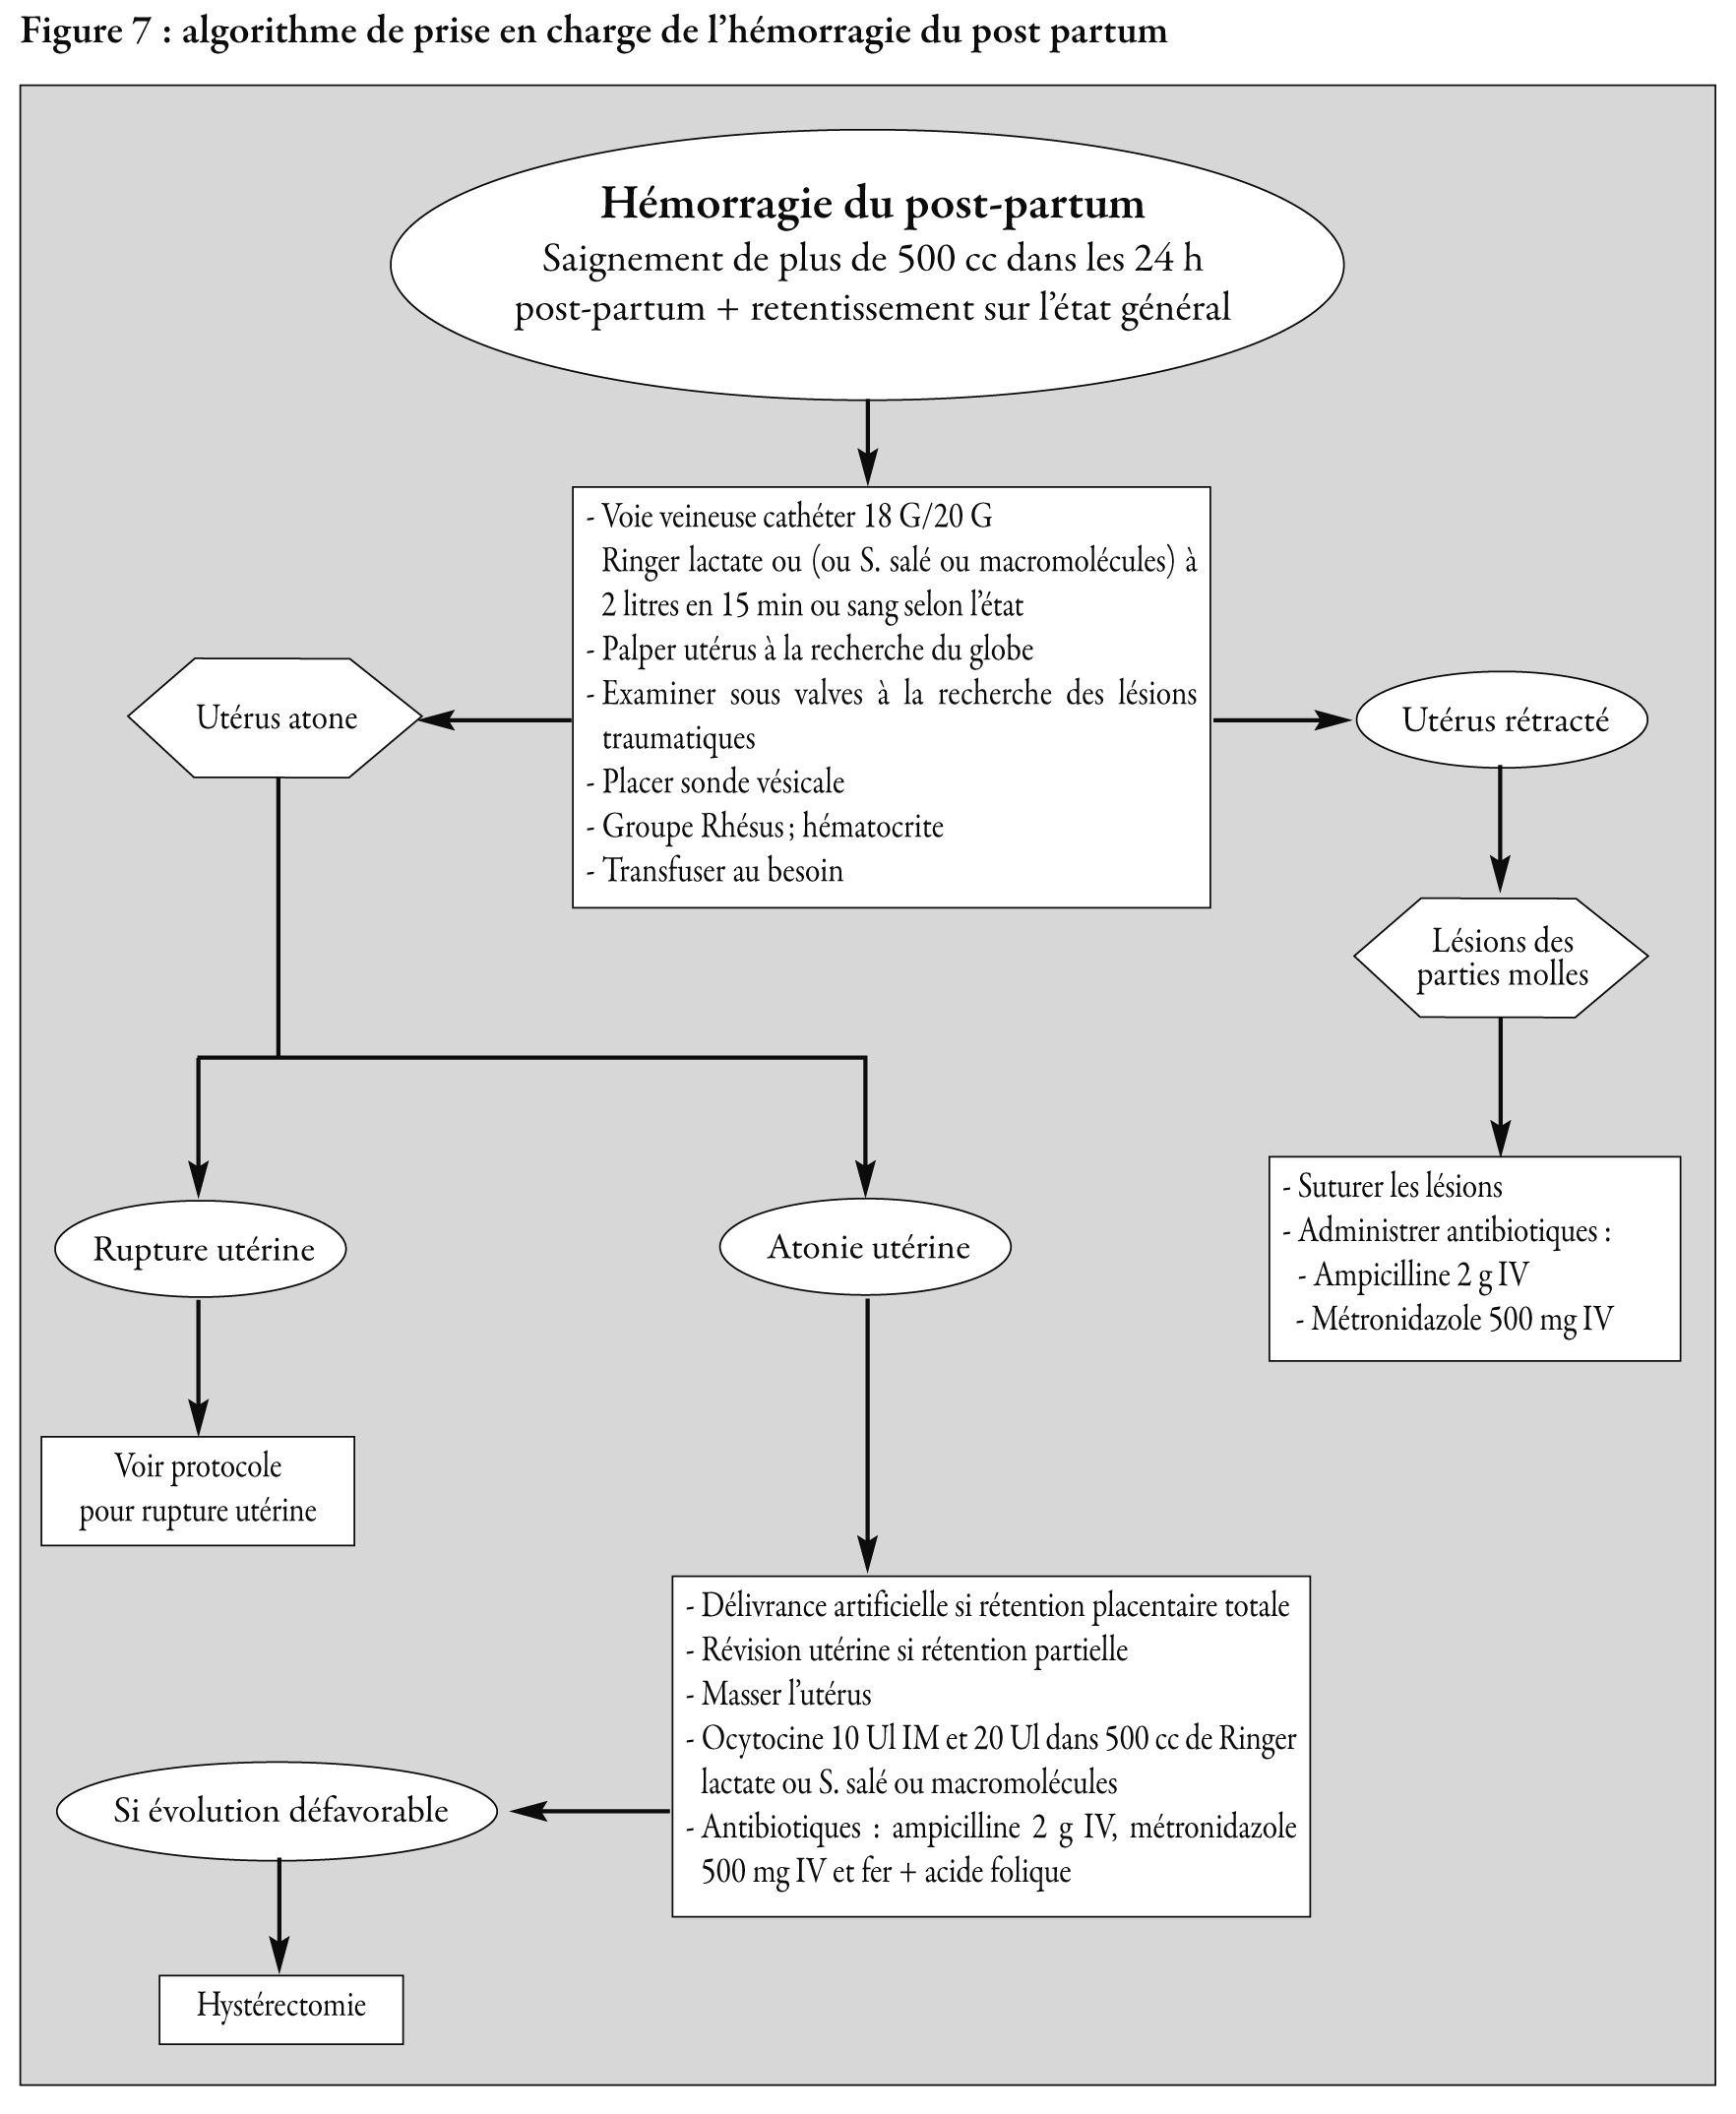 Figure 7 : algorithme de prise en charge de l’hémorragie du post partum
Hémorragie du post-partum
Saignement de plus de 500 cc dans les 24 h
post-partum + retentissement sur l’état général
- Voie veineuse cathéter 18 G/20 G
Ringer lactate ou (ou S. salé ou macromolécules) à
2 litres en 15 min ou sang selon l’état
- Palper utérus à la recherche du globe
- Examiner sous valves à la recherche des lésions
traumatiques
- Placer sonde vésicale
- Groupe Rhésus ; hématocrite
- Transfuser au besoin
Utérus atone
Utérus rétracté
Lésions des
parties molles
- Suturer les lésions
- Administrer antibiotiques :
- Ampicilline 2 g IV
- Métronidazole 500 mg IV
Rupture utérine
Atonie utérine
Voir protocole
pour rupture utérine
- Délivrance artificielle si rétention placentaire totale
- Révision utérine si rétention partielle
- Masser l’utérus
- Ocytocine 10 Ul IM et 20 Ul dans 500 cc de Ringer
lactate ou S. salé ou macromolécules
- Antibiotiques : ampicilline 2 g IV, métronidazole
500 mg IV et fer + acide folique
Si évolution défavorable
Hystérectomie